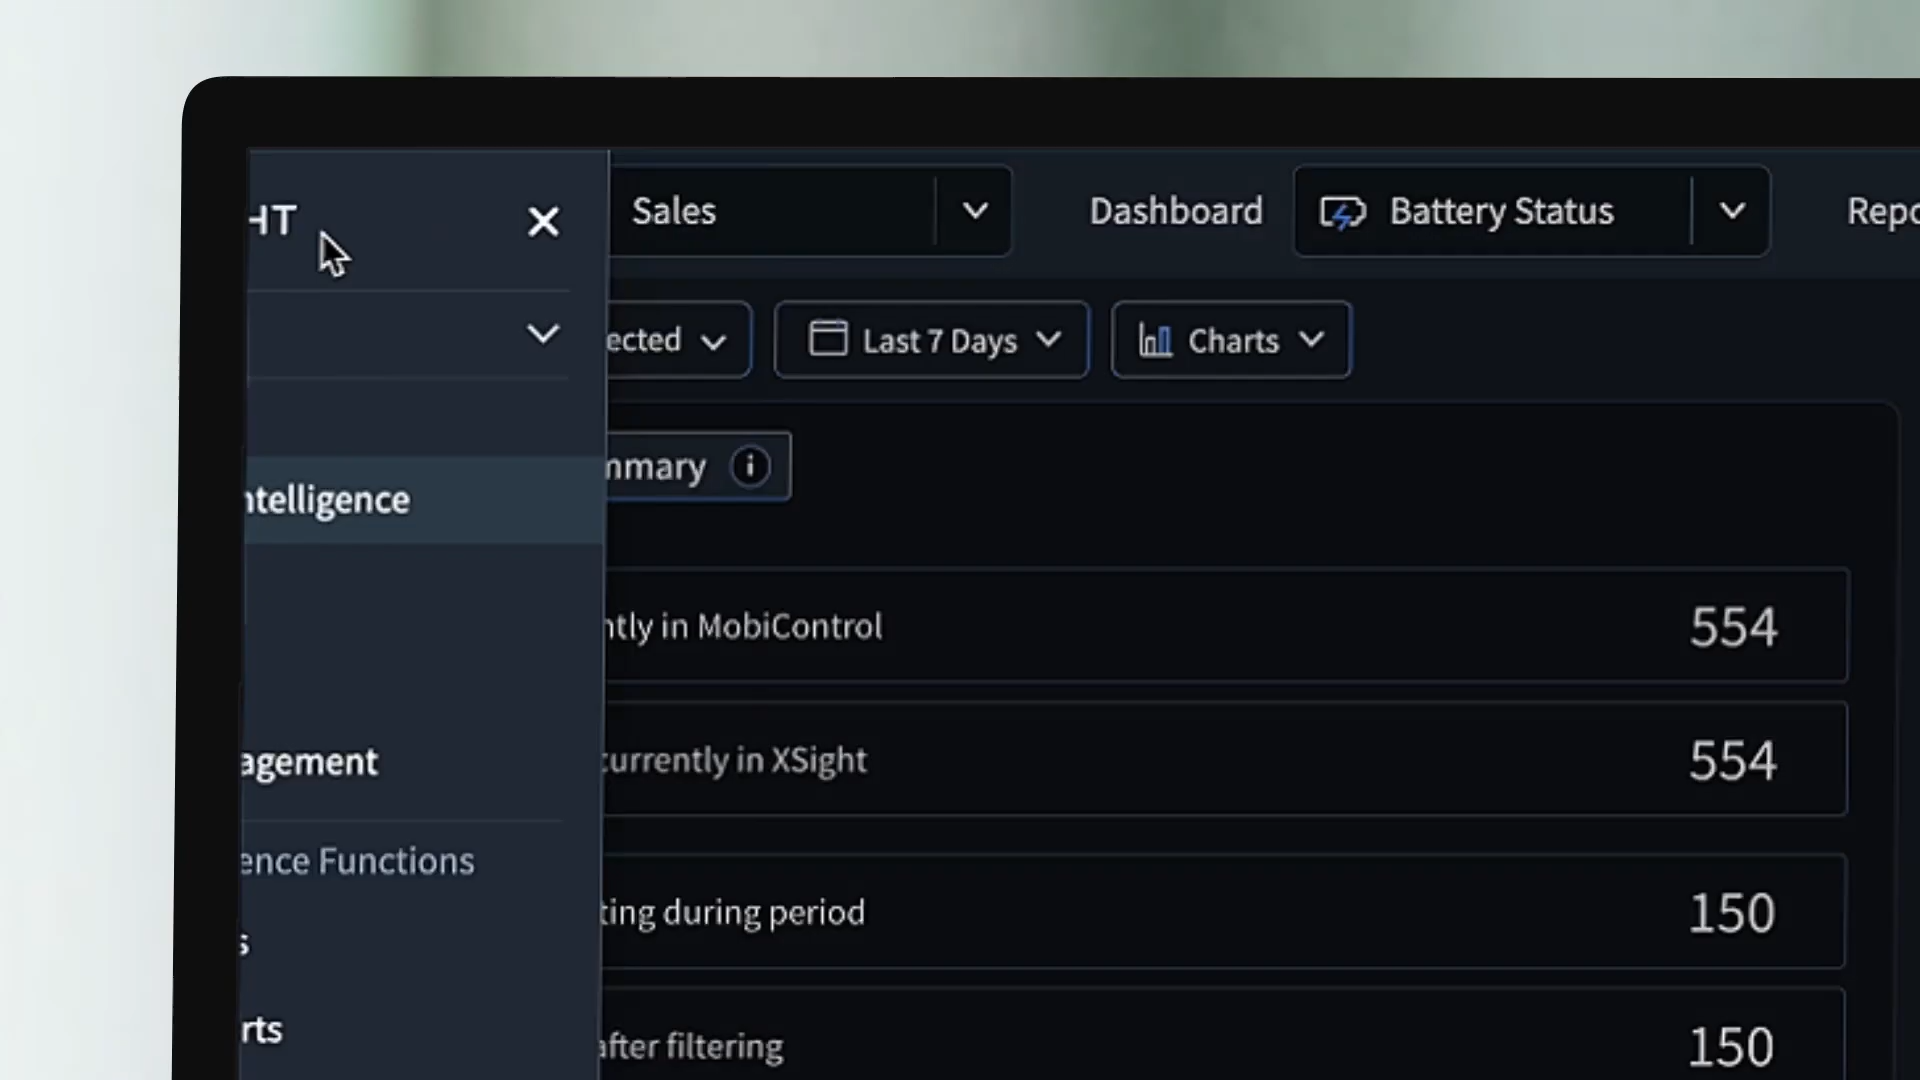 HT
Sales
Dashboard
Battery Status
Repo
ected
Last 7 Days
Charts
mmary
ntelligence
ntly in MobiControl
554
currently in XSight
554
agement
ence Functions
ting during period
150
s
rts
after filtering
150